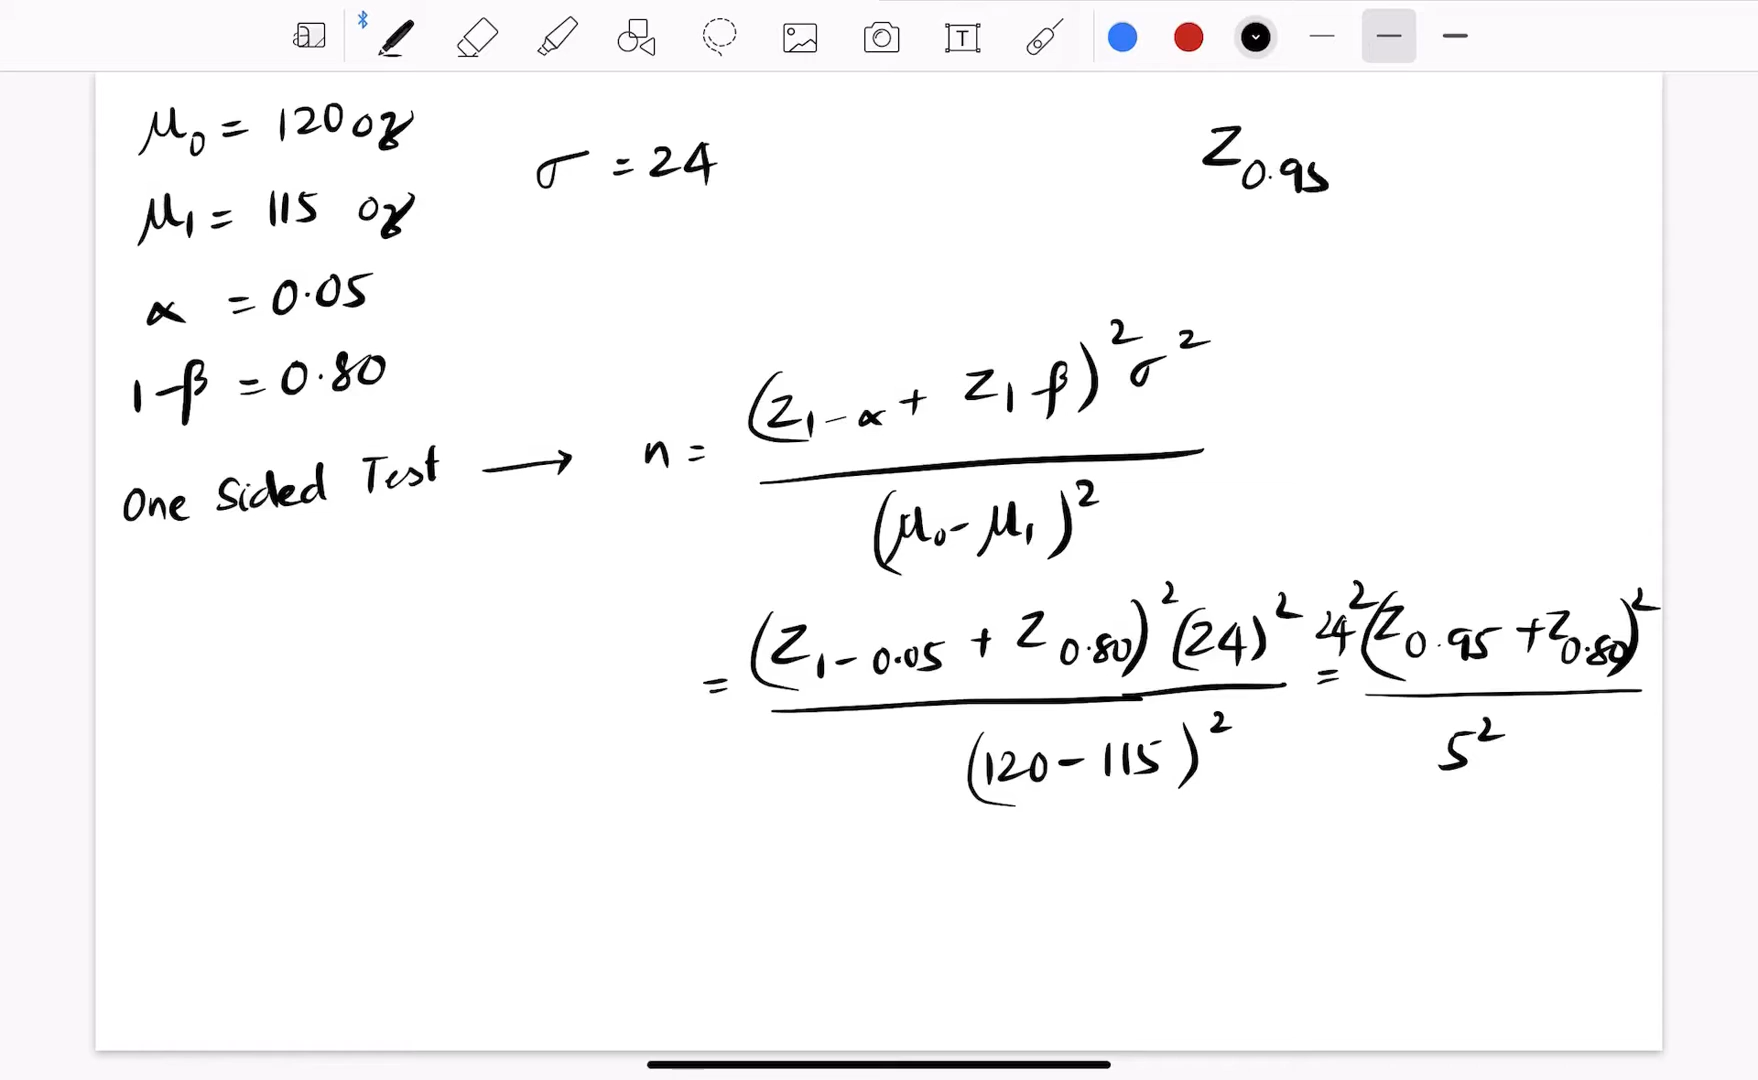 μ₀ = 120 oz
σ = 24
Z₀.₉₅
μ₁ = 115 oz
α = 0.05
1-β = 0.80
One Sided Test → n = (Z₁₋α + Z₁ β)² σ² / (μ₀ - μ₁)²
= (Z₁₋₀.₀₅ + Z₀.₈₀)² (24)² / (120 - 115)² = 24² (Z₀.₉₅ + Z₀.₈₀)² / 5²